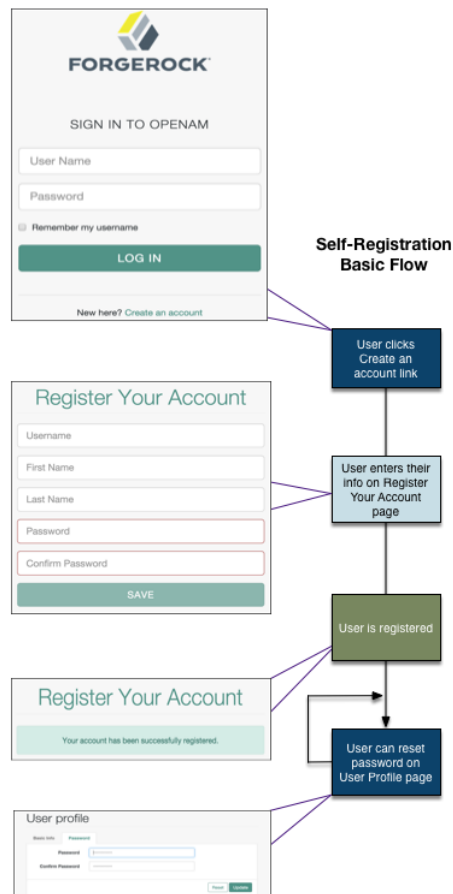 FORGEROCK
SIGN IN TO OPENAM
User Name
Password
Remember my username
LOG IN
New here? Create an account
Self-Registration
Basic Flow
User clicks
Create an
account link
Register Your Account
Username
First Name
Last Name
Password
Confirm Password
SAVE
User enters their
info on Register
Your Account
page
User is registered
Register Your Account
Your account has been successfully registered.
User can reset
password on
User Profile page
User profile
Basic Info Password
Password
Confirm Password
Reset Update